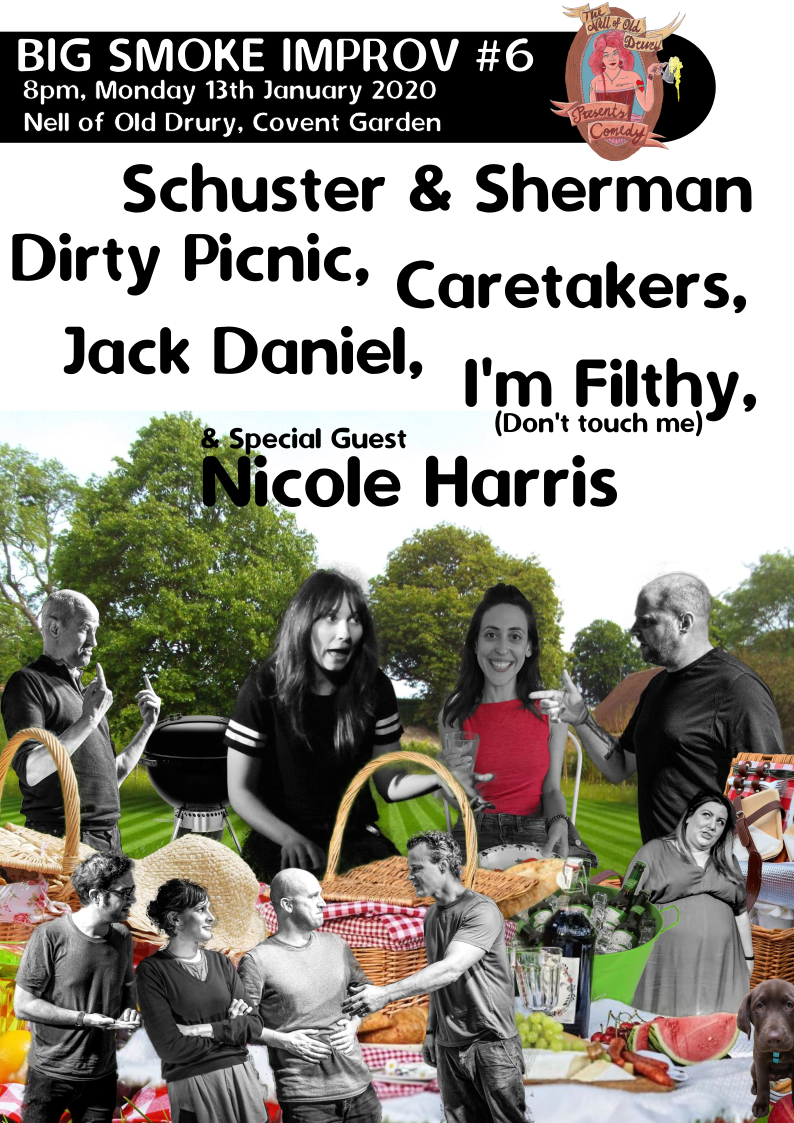 BIG SMOKE IMPROV #6
8pm, Monday 13th January 2020
Nell of Old Drury, Covent Garden
The
Nell of Old
Drury
Presents
Comedy
Schuster & Sherman
Dirty Picnic,
Caretakers,
Jack Daniel,
I'm Filthy,
(Don't touch me)
& Special Guest
Nicole Harris